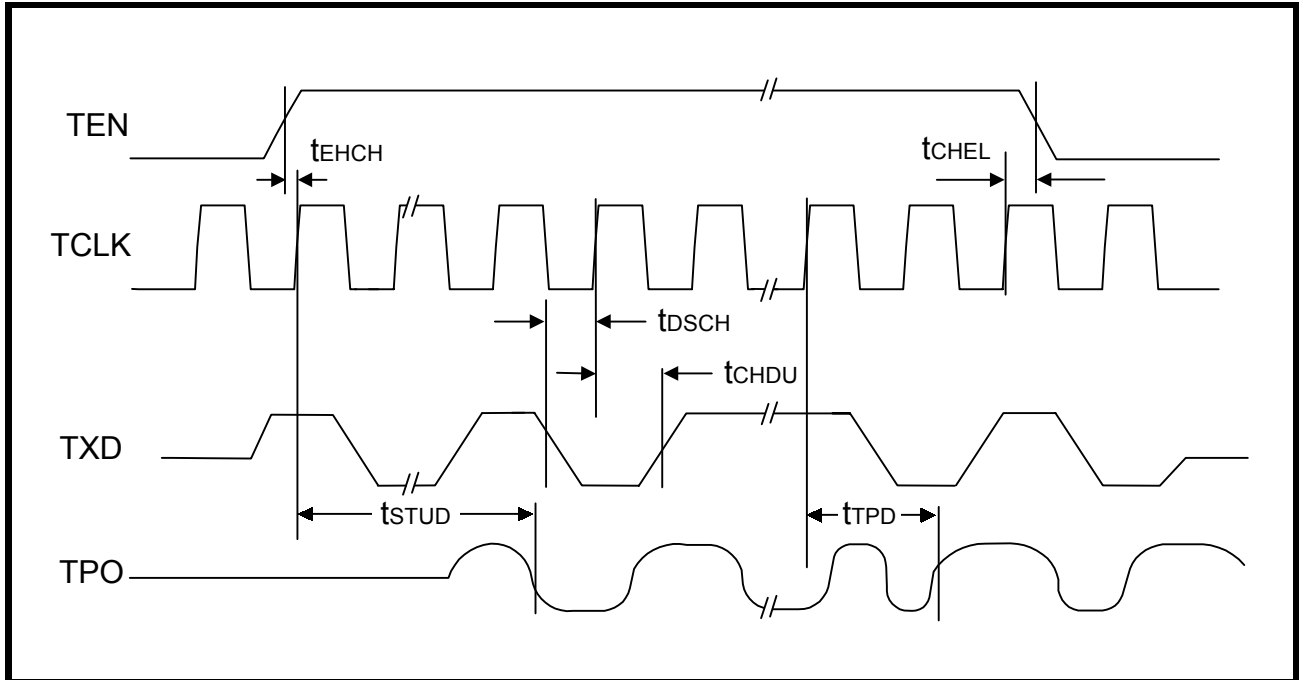 TEN
tEHCH
tCHEL
TCLK
tDSCH
tCHDU
TXD
tSTUD
tTPD
TPO